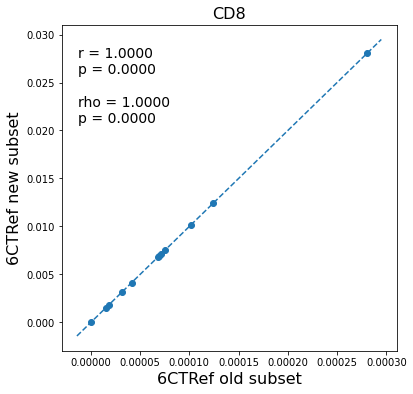 CD8
r = 1.0000
p = 0.0000
rho = 1.0000
p = 0.0000
6CTRef new subset
0.030
0.025
0.020
0.015
0.010
0.005
0.000
0.00000 0.00005 0.00010 0.00015 0.00020 0.00025 0.00030
6CTRef old subset